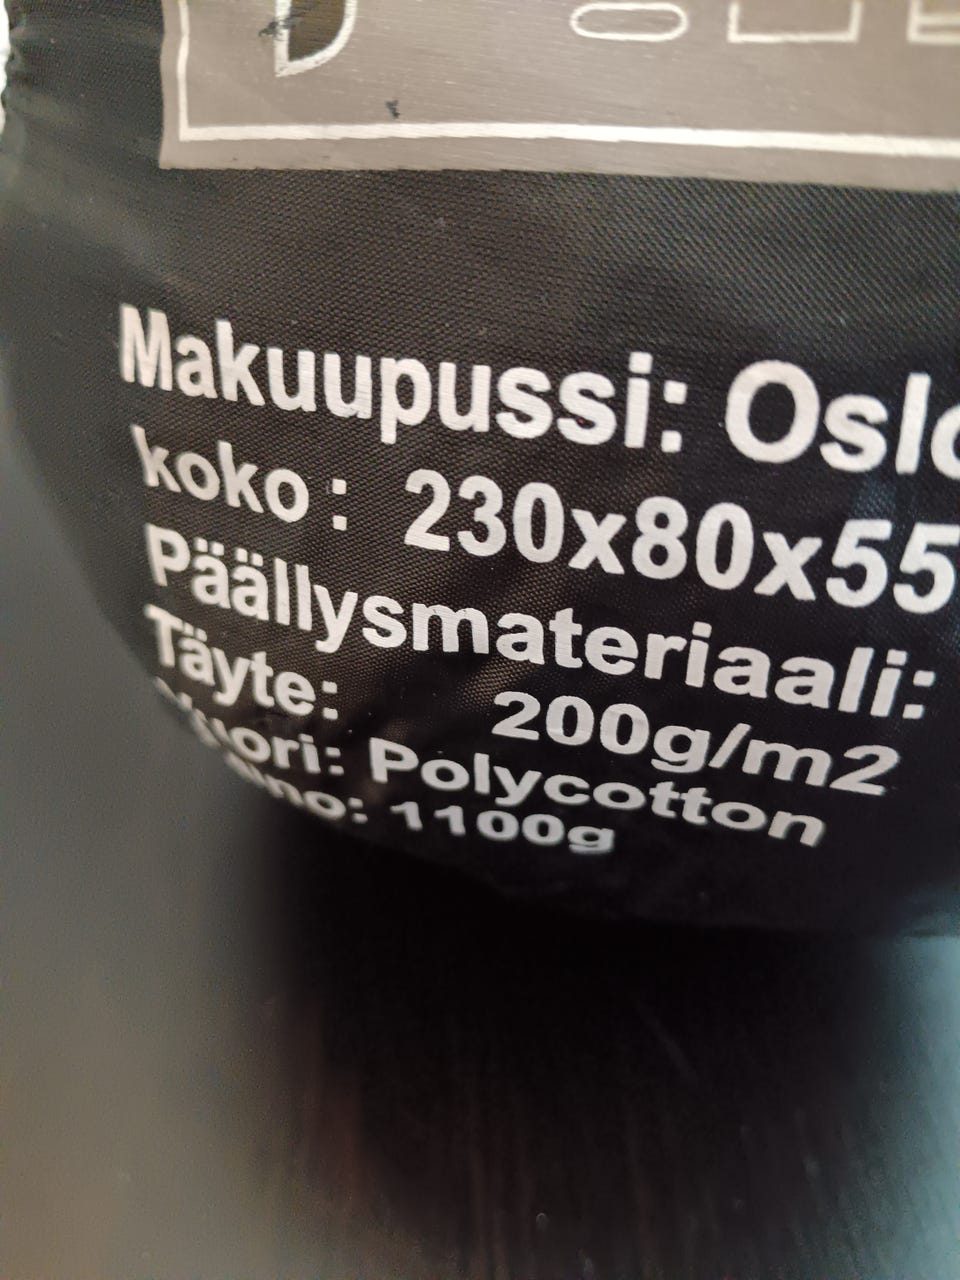 Makuupussi: Oslo
koko : 230x80x55
Päällysmateriaali:
Täyte: 200g/m2
Polycotton
1100g